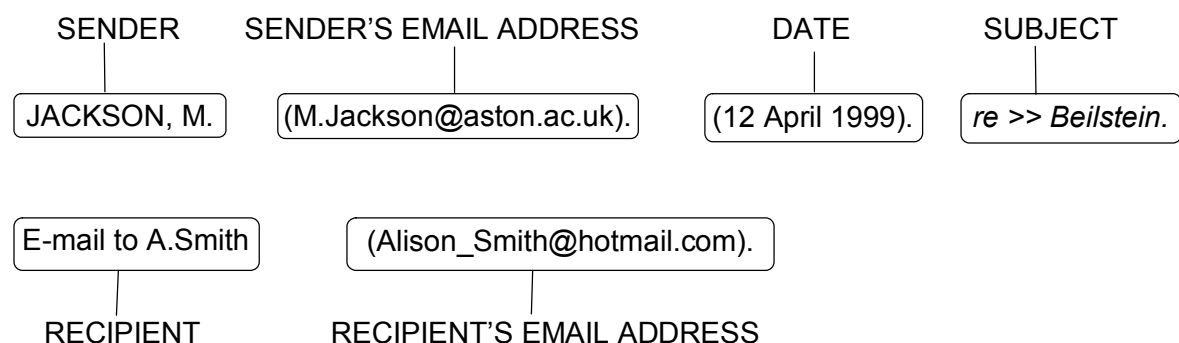 SENDER SENDER'S EMAIL ADDRESS DATE SUBJECT
JACKSON, M. (M.Jackson@aston.ac.uk). (12 April 1999). re >> Beilstein.
E-mail to A.Smith (Alison_Smith@hotmail.com).
RECIPIENT RECIPIENT'S EMAIL ADDRESS